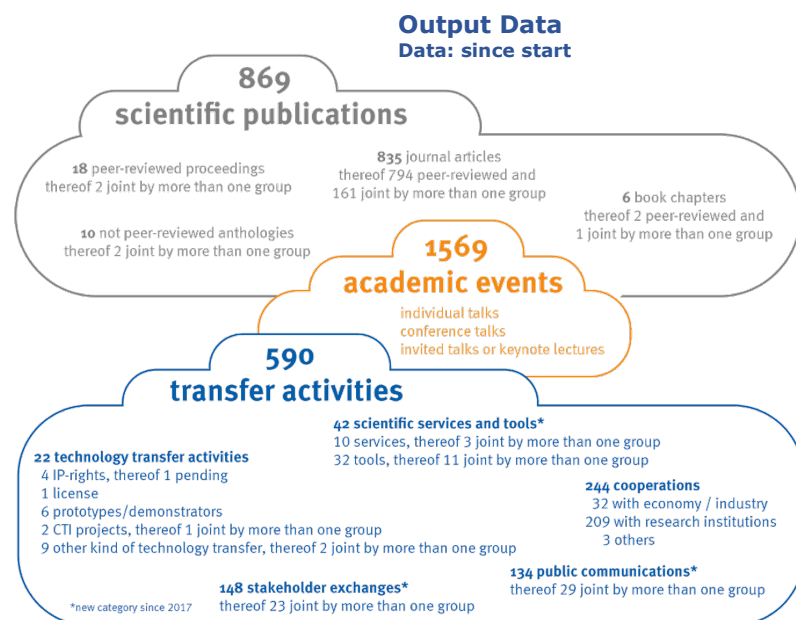 Output Data
Data: since start
869
scientific publications
18 peer-reviewed proceedings
thereof 2 joint by more than one group
835 journal articles
thereof 794 peer-reviewed and
161 joint by more than one group
6 book chapters
thereof 2 peer-reviewed and
1 joint by more than one group
10 not peer-reviewed anthologies
thereof 2 joint by more than one group
1569
academic events
individual talks
conference talks
invited talks or keynote lectures
590
transfer activities
42 scientific services and tools*
10 services, thereof 3 joint by more than one group
32 tools, thereof 11 joint by more than one group
22 technology transfer activities
4 IP-rights, thereof 1 pending
1 license
6 prototypes/demonstrators
2 CTI projects, thereof 1 joint by more than one group
9 other kind of technology transfer, thereof 2 joint by more than one group
244 cooperations
32 with economy / industry
209 with research institutions
3 others
148 stakeholder exchanges*
thereof 23 joint by more than one group
134 public communications*
thereof 29 joint by more than one group
*new category since 2017